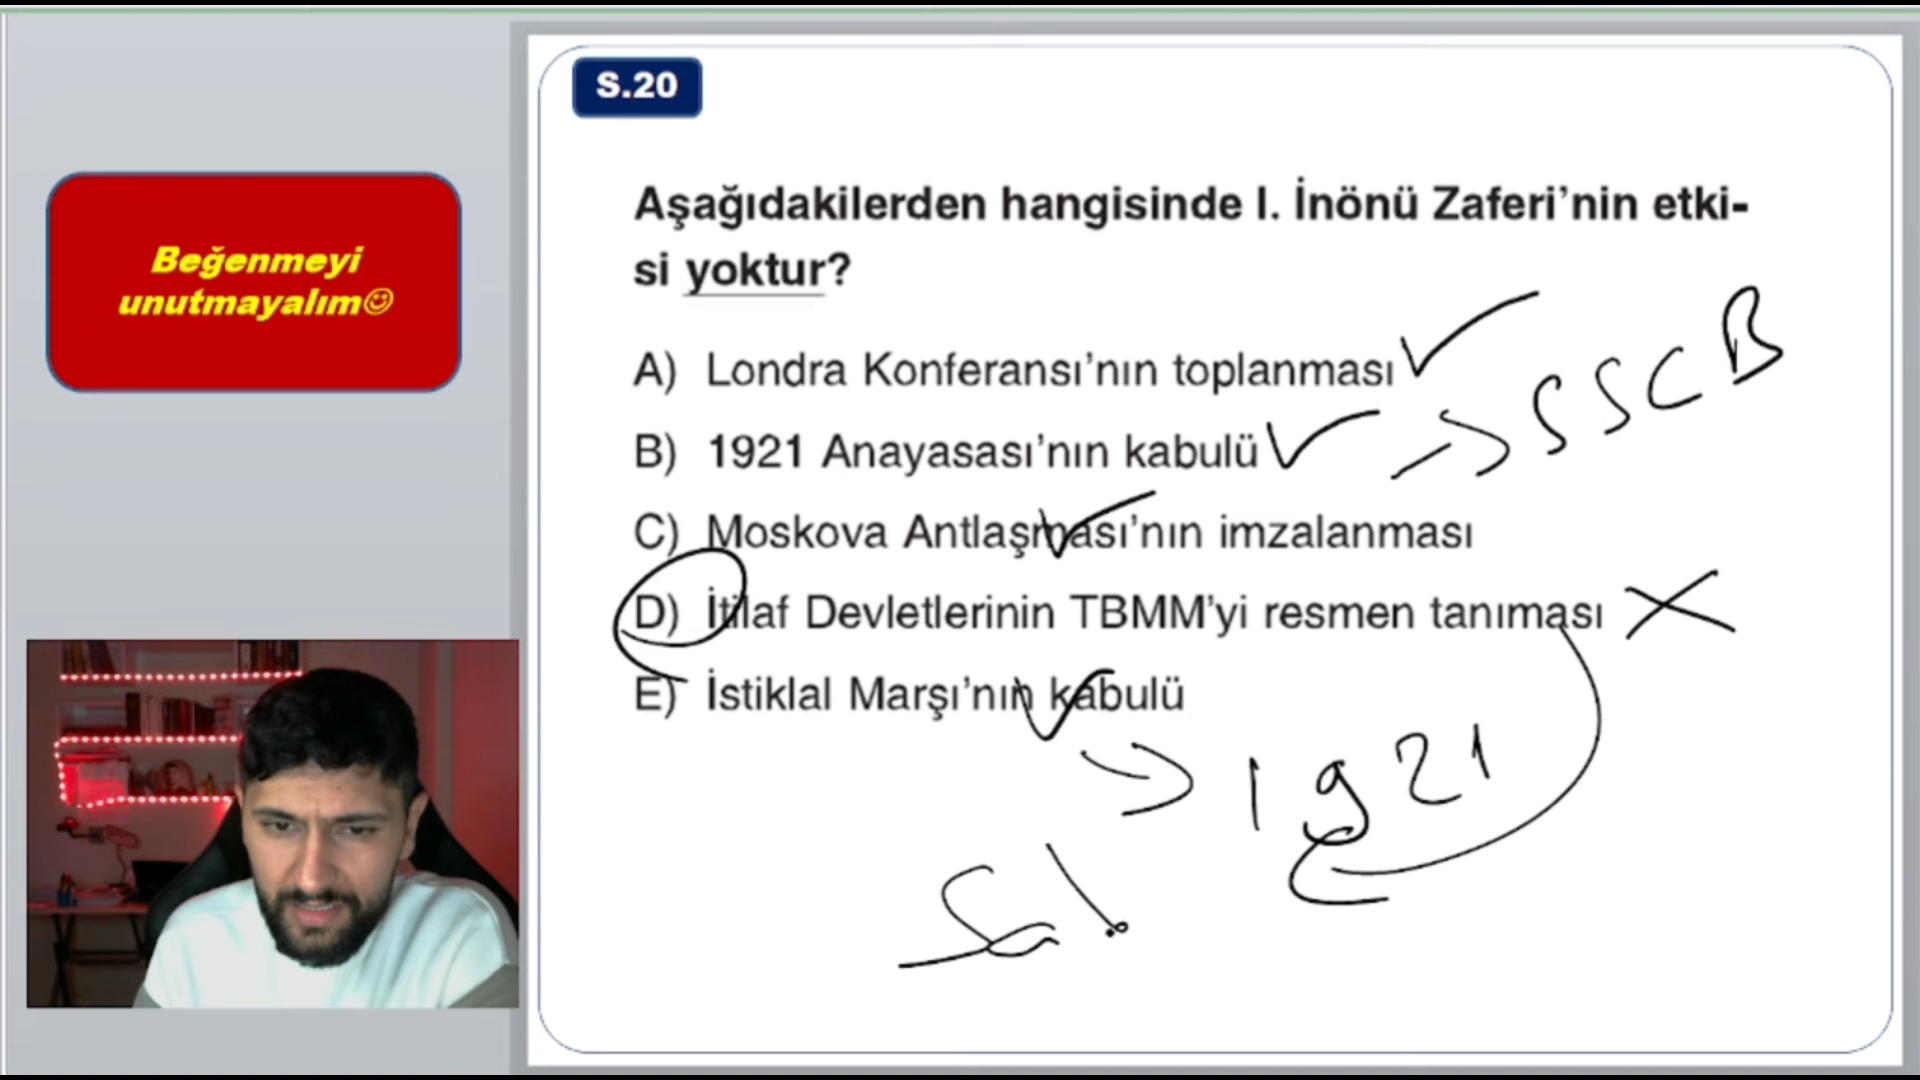 S.20
Beğenmeyi
unutmayalım☺
Aşağıdakilerden hangisinde I. İnönü Zaferi'nin etki-
si yoktur?
A) Londra Konferansı'nın toplanması
B) 1921 Anayasası'nın kabulü
SSCB
C) Moskova Antlaşması'nın imzalanması
D) İtilaf Devletlerinin TBMM'yi resmen tanıması
E) İstiklal Marşı'nın kabulü
1921